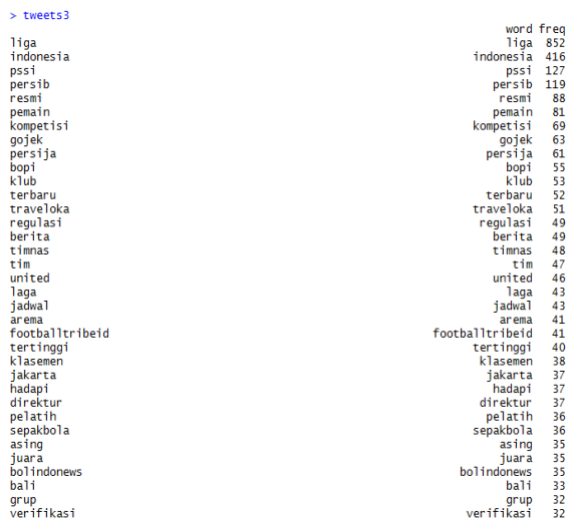 > tweets3
word freq
liga liga 852
indonesia indonesia 416
pssi pssi 127
persib persib 119
resmi resmi 88
pemain pemain 81
kompetisi kompetisi 69
gojek gojek 63
persija persija 61
bopi bopi 55
klub klub 53
terbaru terbaru 52
traveloka traveloka 51
regulasi regulasi 49
berita berita 49
timnas timnas 48
tim tim 47
united united 46
laga laga 43
jadwal jadwal 43
arema arema 41
footballtribeid footballtribeid 41
tertinggi tertinggi 40
klasemen klasemen 38
jakarta jakarta 37
hadapi hadapi 37
direktur direktur 37
pelatih pelatih 36
sepakbola sepakbola 36
asing asing 35
juara juara 35
bolindonews bolindonews 35
bali bali 33
grup grup 32
verifikasi verifikasi 32